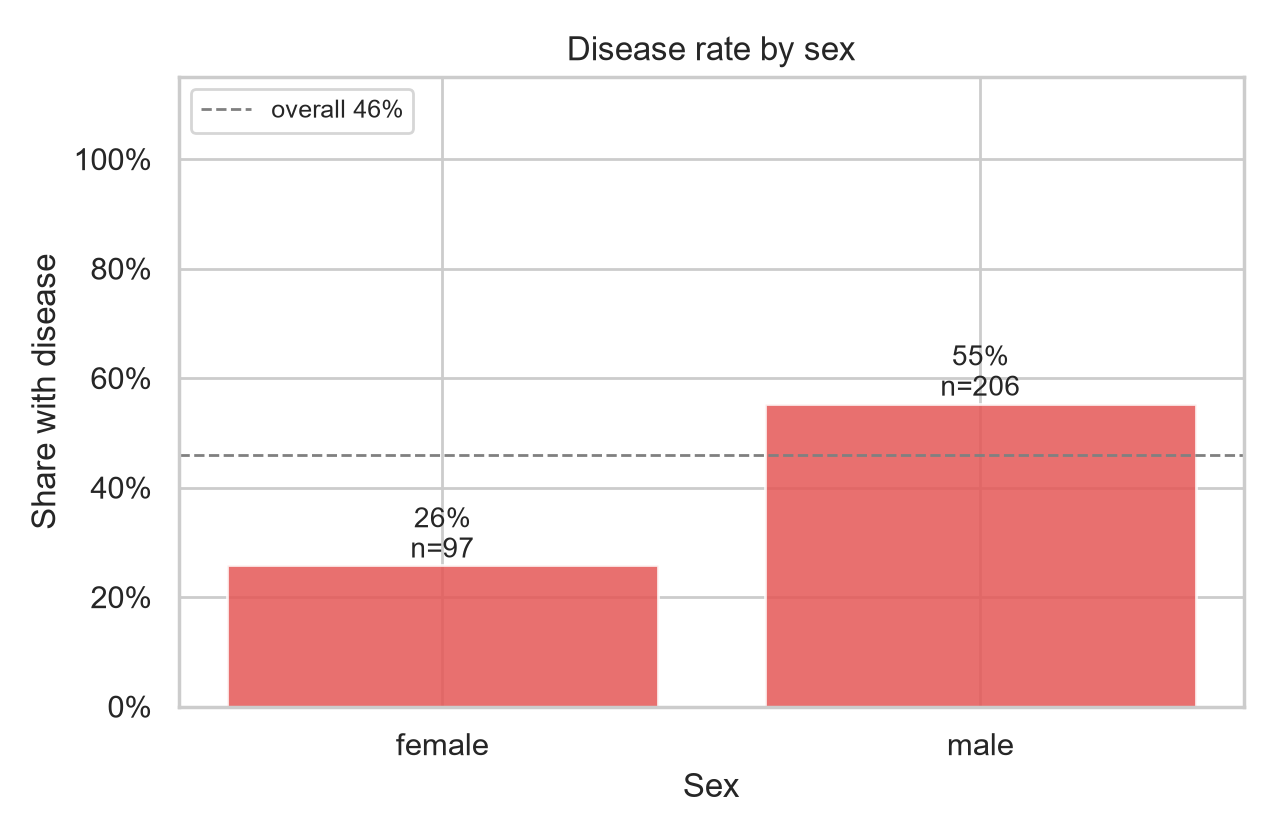 Disease rate by sex
overall 46%
100%
80%
60%
40%
20%
0%
Share with disease
26%
n=97
55%
n=206
female
male
Sex